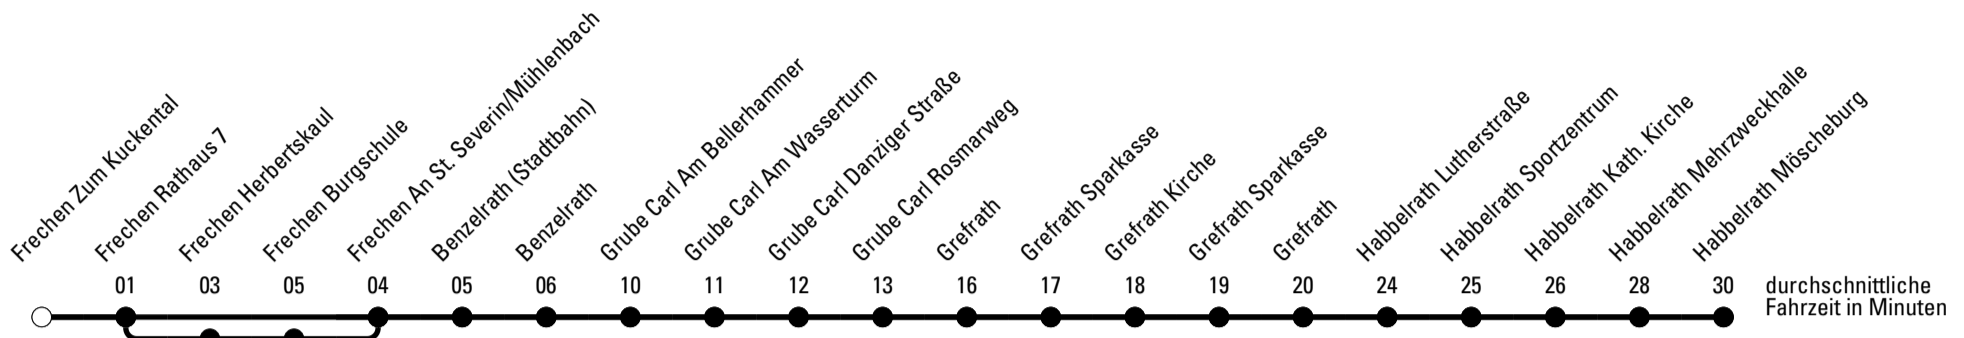 Frechen Zum Kuckental
Frechen Rathaus 7
Frechen Herbertskaul
Frechen Burgschule
Frechen An St. Severin/Mühlenbach
Benzelrath (Stadtbahn)
Benzelrath
Grube Carl Am Bellerhammer
Grube Carl Am Wasserturm
Grube Carl Danziger Straße
Grube Carl Rosmarweg
Grefrath
Grefrath Sparkasse
Grefrath Kirche
Grefrath Sparkasse
Grefrath
Habbelrath Lutherstraße
Habbelrath Sportzentrum
Habbelrath Kath. Kirche
Habbelrath Mehrzweckhalle
Habbelrath Möscheburg
01 03 05 04 05 06 10 11 12 13 16 17 18 19 20 24 25 26 28 30 durchschnittliche
Fahrzeit in Minuten